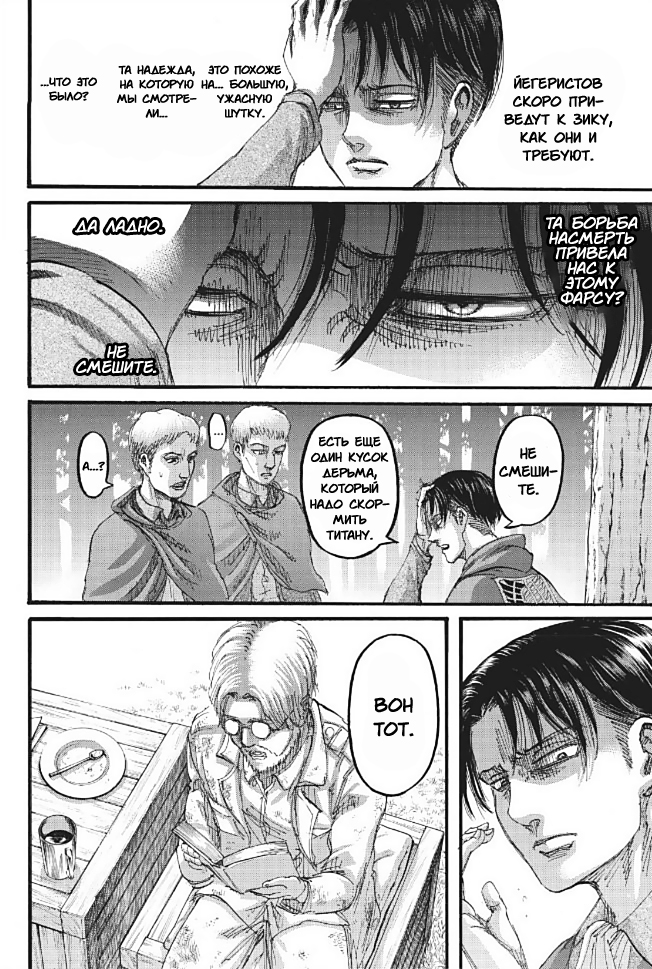 ЙЕГЕРИСТОВ
СКОРО ПРИ-
ВЕДУТ К ЗИКУ,
КАК ОНИ И
ТРЕБУЮТ.
ЭТО ПОХОЖЕ
НА... БОЛЬШУЮ,
УЖАСНУЮ
ШУТКУ.
ТА НАДЕЖДА,
НА КОТОРУЮ
МЫ СМОТРЕ-
ЛИ...
...ЧТО ЭТО
БЫЛО?
ТА БОРЬБА
НАСМЕРТЬ
ПРИВЕЛА
НАС К
ЭТОМУ
ФАРСУ?
ДА ЛАДНО.
НЕ
СМЕШИТЕ.
НЕ
СМЕШИ-
ТЕ.
ЕСТЬ ЕЩЕ
ОДИН КУСОК
ДЕРЬМА,
КОТОРЫЙ
НАДО СКОР-
МИТЬ
ТИТАНУ.
...
А...?
ВОН
ТОТ.